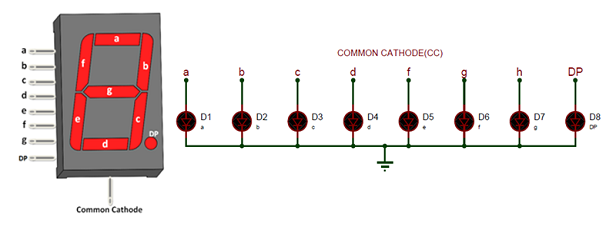 a
b
c
d
e
f
g
DP
a
f
b
g
e
c
d
DP
Common Cathode
COMMON CATHODE(CC)
a b c d f g h DP
D1 D2 D3 D4 D5 D6 D7 D8
a b c d e f g DP